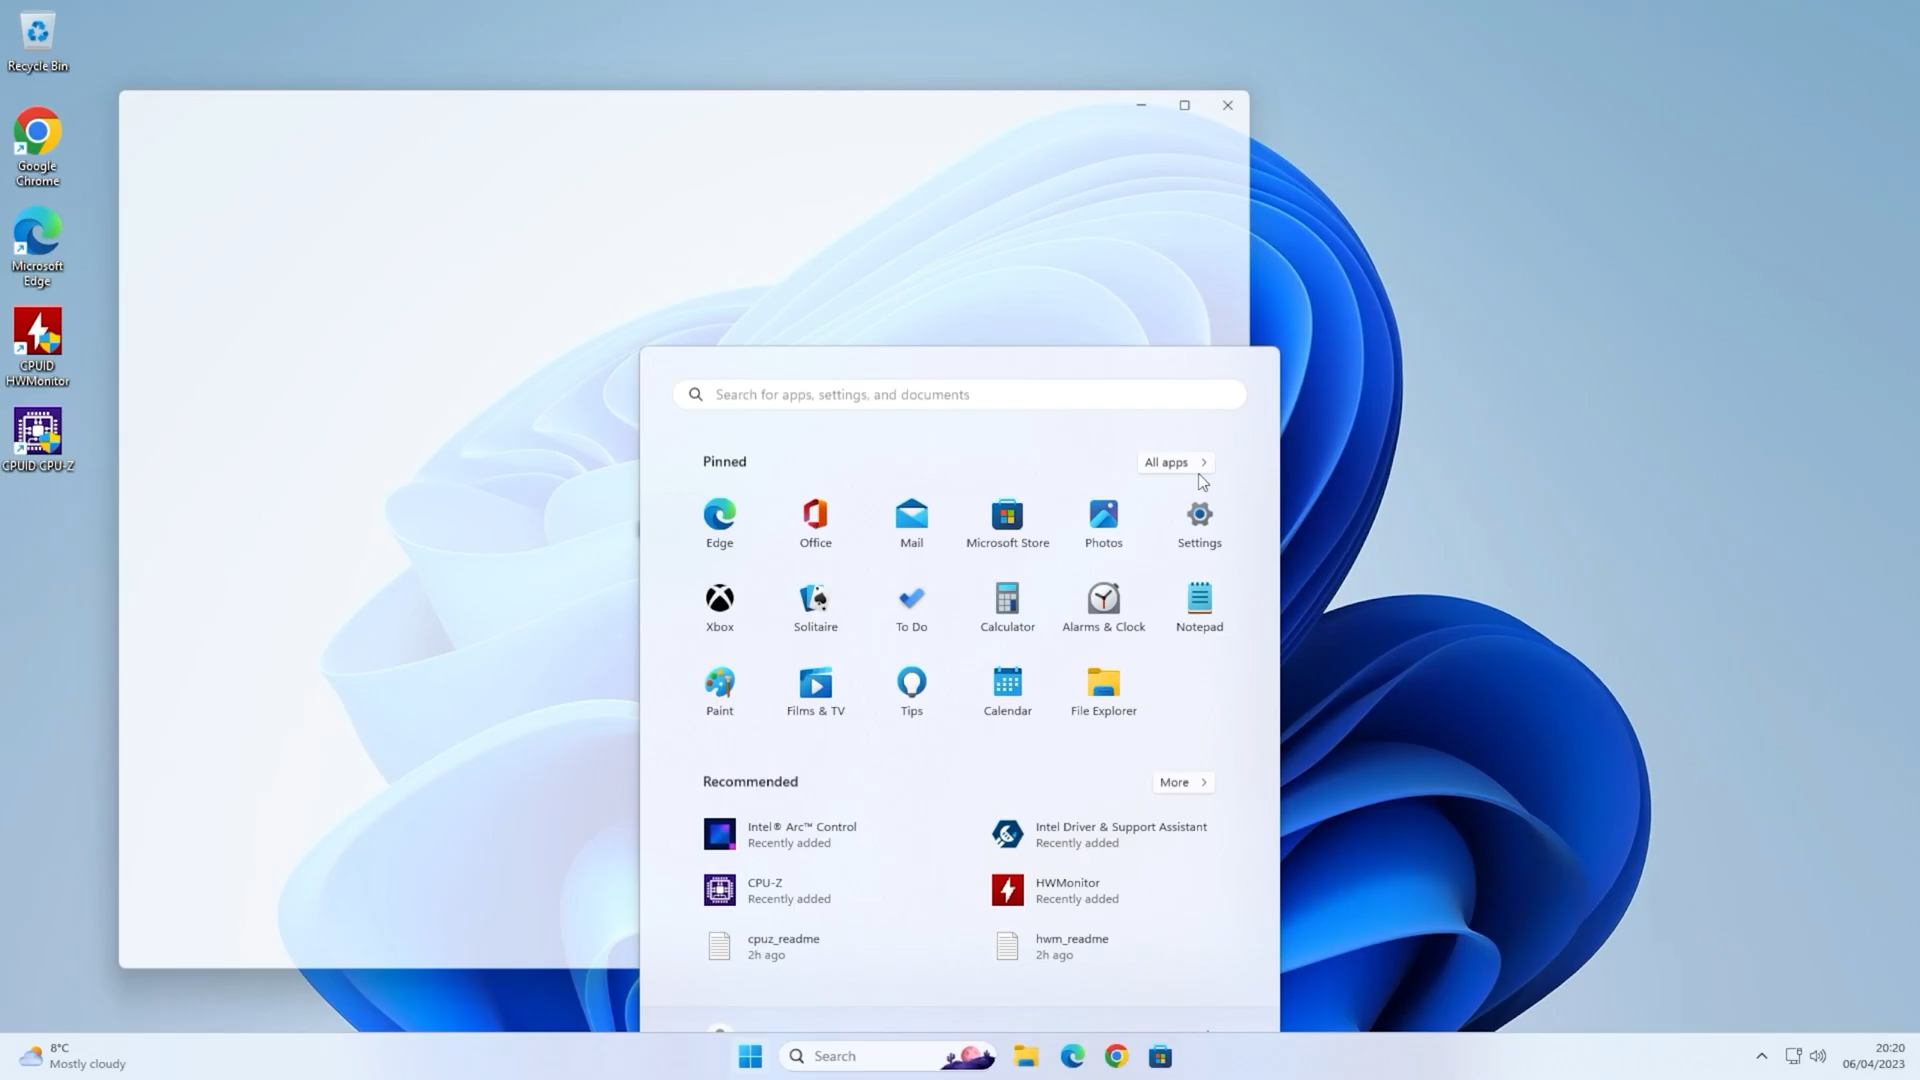 Recycle Bin
Google
Chrome
Microsoft
Edge
CPUID
HWMonitor
CPUID CPU-Z
Search for apps, settings, and documents
Pinned
All apps
Edge
Office
Mail
Microsoft Store
Photos
Settings
Xbox
Solitaire
To Do
Calculator
Alarms & Clock
Notepad
Paint
Films & TV
Tips
Calendar
File Explorer
Recommended
More
Intel® Arc™ Control
Recently added
Intel Driver & Support Assistant
Recently added
CPU-Z
Recently added
HWMonitor
Recently added
cpuz_readme
2h ago
hwm_readme
2h ago
8°C
Mostly cloudy
Search
20:20
06/04/2023